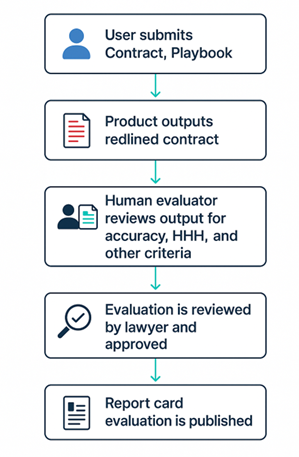 User submits
Contract, Playbook
Product outputs
redlined contract
Human evaluator
reviews output for
accuracy, HHH, and
other criteria
Evaluation is reviewed
by lawyer and
approved
Report card
evaluation is published